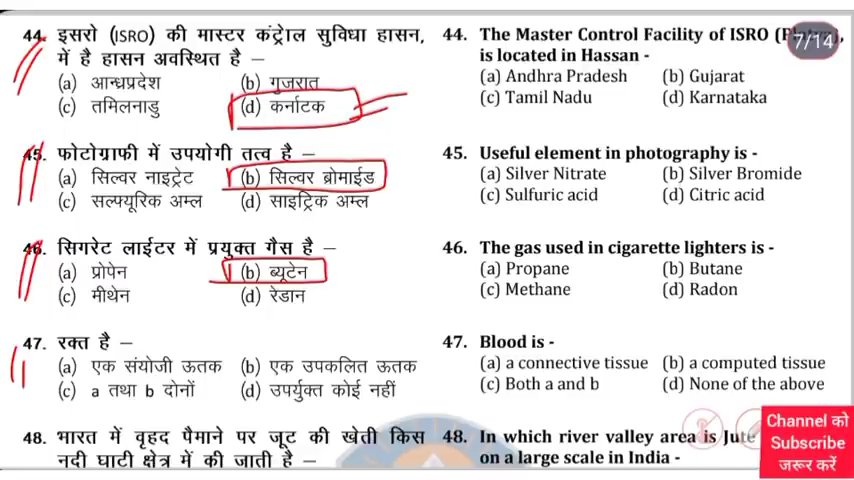 44. इसरो (ISRO) की मास्टर कंट्रोल सुविधा हासन,
में है हासन अवस्थित है –
(a) आन्ध्रप्रदेश (b) गुजरात
(c) तमिलनाडु (d) कर्नाटक
45. फोटोग्राफी में उपयोगी तत्व है –
(a) सिल्वर नाइट्रेट (b) सिल्वर ब्रोमाईड
(c) सल्फ्यूरिक अम्ल (d) साइट्रिक अम्ल
46. सिगरेट लाईटर में प्रयुक्त गैस है –
(a) प्रोपेन (b) ब्यूटेन
(c) मीथेन (d) रेडान
47. रक्त है –
(a) एक संयोजी ऊतक (b) एक उपकलित ऊतक
(c) a तथा b दोनों (d) उपर्युक्त कोई नहीं
48. भारत में वृहद पैमाने पर जूट की खेती किस
नदी घाटी क्षेत्र में की जाती है –
44. The Master Control Facility of ISRO
is located in Hassan -
(a) Andhra Pradesh (b) Gujarat
(c) Tamil Nadu (d) Karnataka
45. Useful element in photography is -
(a) Silver Nitrate (b) Silver Bromide
(c) Sulfuric acid (d) Citric acid
46. The gas used in cigarette lighters is -
(a) Propane (b) Butane
(c) Methane (d) Radon
47. Blood is -
(a) a connective tissue (b) a computed tissue
(c) Both a and b (d) None of the above
48. In which river valley area is Jute
on a large scale in India -
7/14
Channel को
Subscribe
जरूर करें